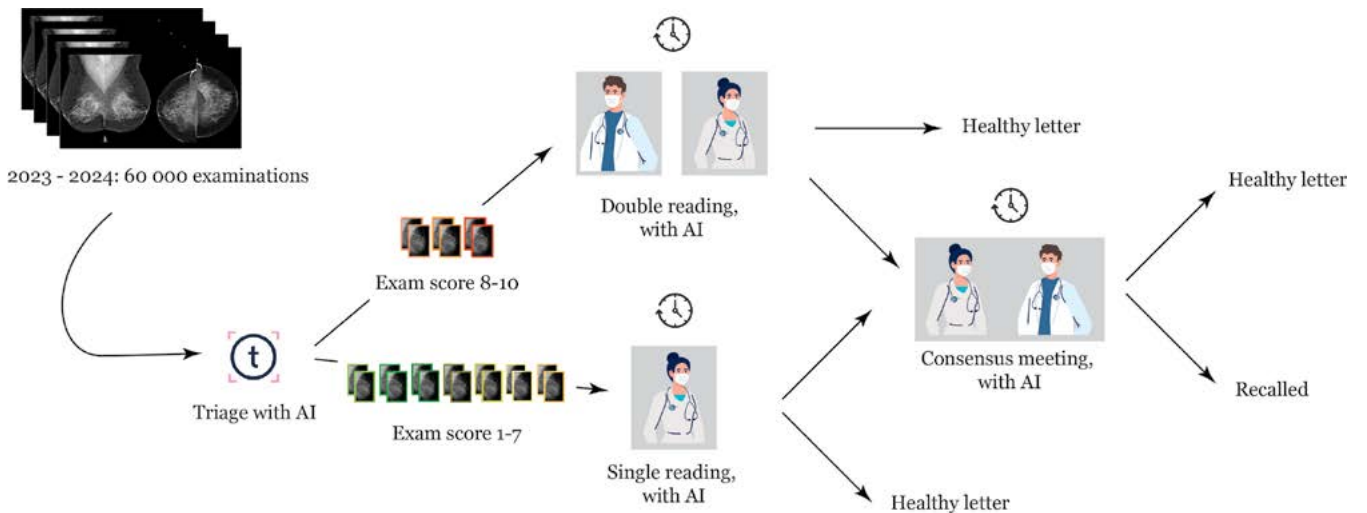 2023 - 2024: 60 000 examinations
Triage with AI
t
Exam score 8-10
Exam score 1-7
Double reading,
with AI
Single reading,
with AI
Healthy letter
Healthy letter
Consensus meeting,
with AI
Healthy letter
Recalled